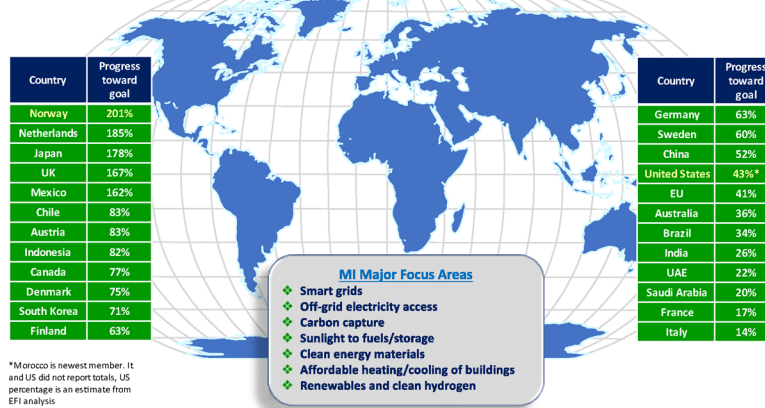 Country Progress toward goal
Norway 201%
Netherlands 185%
Japan 178%
UK 167%
Mexico 162%
Chile 83%
Austria 83%
Indonesia 82%
Canada 77%
Denmark 75%
South Korea 71%
Finland 63%
*Morocco is newest member. It
and US did not report totals, US
percentage is an estimate from
EFI analysis
MI Major Focus Areas
❖ Smart grids
❖ Off-grid electricity access
❖ Carbon capture
❖ Sunlight to fuels/storage
❖ Clean energy materials
❖ Affordable heating/cooling of buildings
❖ Renewables and clean hydrogen
Country Progress toward goal
Germany 63%
Sweden 60%
China 52%
United States 43%*
EU 41%
Australia 36%
Brazil 34%
India 26%
UAE 22%
Saudi Arabia 20%
France 17%
Italy 14%